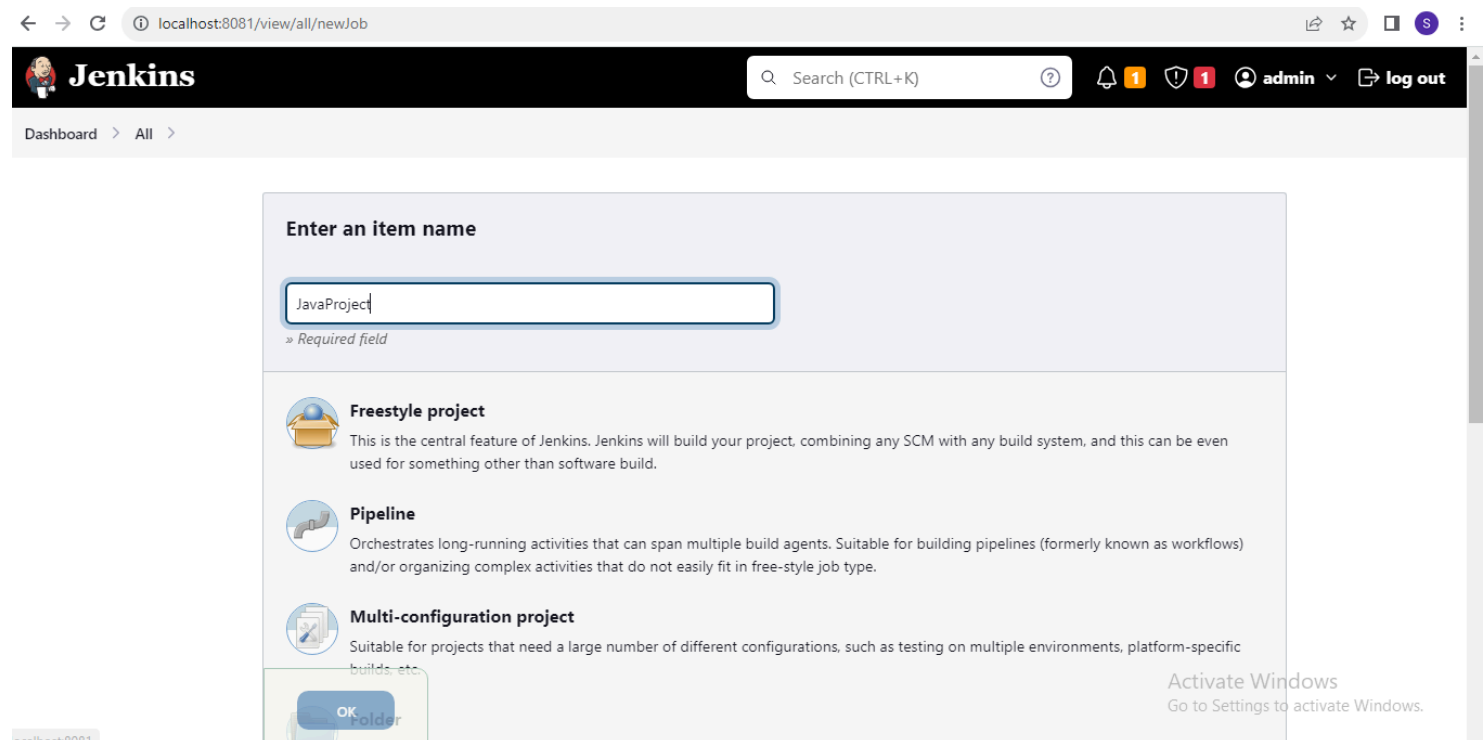 localhost:8081/view/all/newJob
S
Jenkins
Search (CTRL+K)
?
1
1
admin
log out
Dashboard
All
Enter an item name
JavaProject
» Required field
Freestyle project
This is the central feature of Jenkins. Jenkins will build your project, combining any SCM with any build system, and this can be even
used for something other than software build.
Pipeline
Orchestrates long-running activities that can span multiple build agents. Suitable for building pipelines (formerly known as workflows)
and/or organizing complex activities that do not easily fit in free-style job type.
Multi-configuration project
Suitable for projects that need a large number of different configurations, such as testing on multiple environments, platform-specific
builds, etc.
OK
Folder
Activate Windows
Go to Settings to activate Windows.